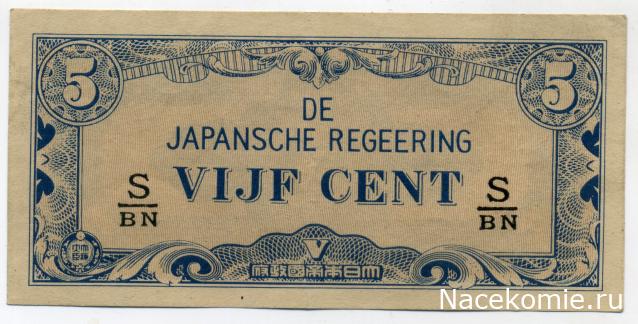 5 5
DE
JAPANSCHE REGEERING
VIJF CENT
S
BN
S
BN
V
府政國帝本日大
Nacekomie.ru